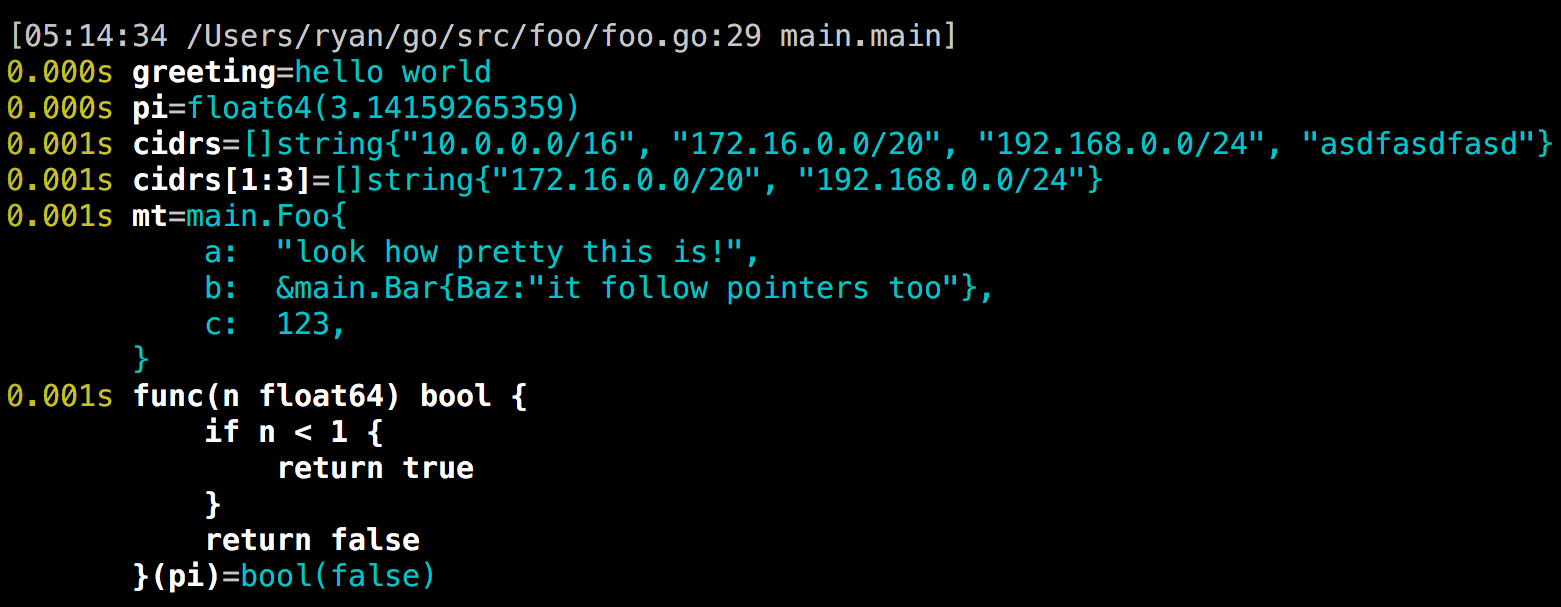 [05:14:34 /Users/ryan/go/src/foo/foo.go:29 main.main]
0.000s greeting=hello world
0.000s pi=float64(3.14159265359)
0.001s cidrs=[]string{"10.0.0.0/16", "172.16.0.0/20", "192.168.0.0/24", "asdfasdfasd"}
0.001s cidrs[1:3]=[]string{"172.16.0.0/20", "192.168.0.0/24"}
0.001s mt=main.Foo{
           a:  "look how pretty this is!",
           b:  &main.Bar{Baz:"it follow pointers too"},
           c:  123,
       }
0.001s func(n float64) bool {
           if n < 1 {
               return true
           }
           return false
       }(pi)=bool(false)